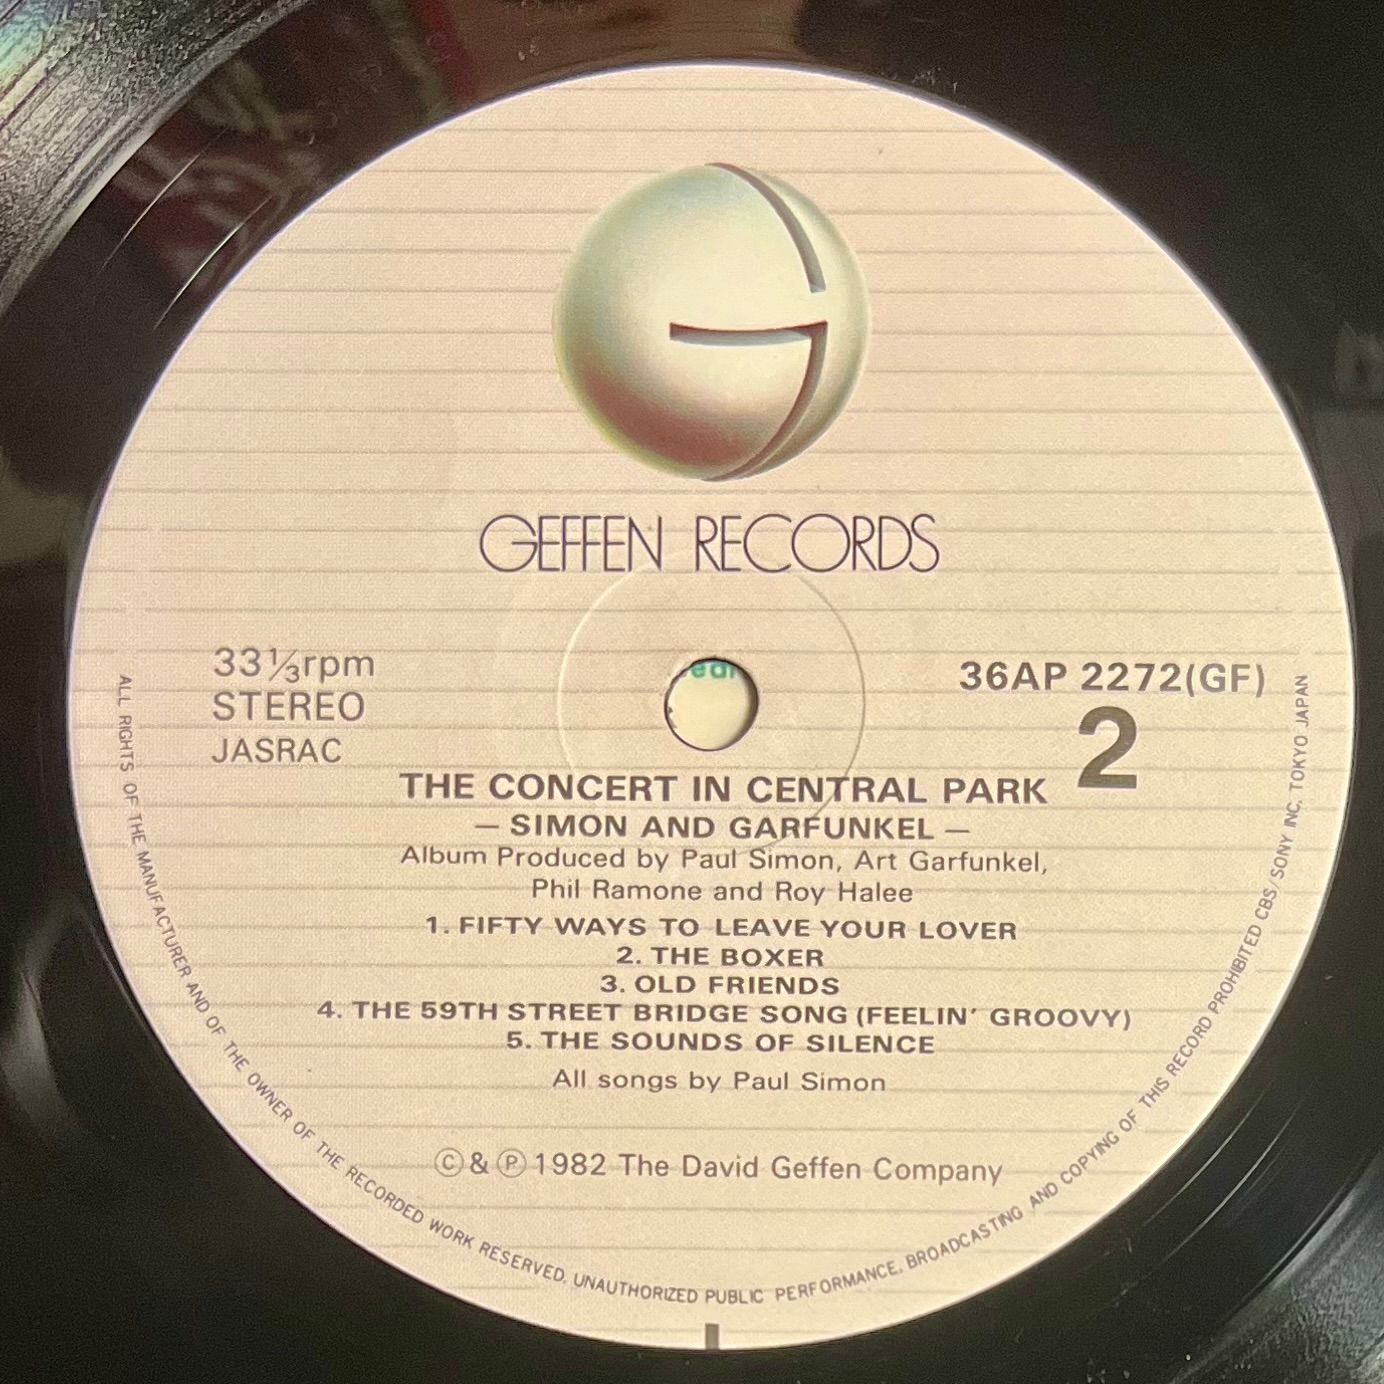 GEFFEN RECORDS
33⅓rpm
STEREO
JASRAC
36AP 2272(GF)
2
THE CONCERT IN CENTRAL PARK
— SIMON AND GARFUNKEL —
Album Produced by Paul Simon, Art Garfunkel,
Phil Ramone and Roy Halee
1. FIFTY WAYS TO LEAVE YOUR LOVER
2. THE BOXER
3. OLD FRIENDS
4. THE 59TH STREET BRIDGE SONG (FEELIN' GROOVY)
5. THE SOUNDS OF SILENCE
All songs by Paul Simon
Ⓒ & Ⓟ 1982 The David Geffen Company
ALL RIGHTS OF THE MANUFACTURER AND OF THE OWNER OF THE RECORDED WORK RESERVED. UNAUTHORIZED PUBLIC PERFORMANCE, BROADCASTING AND COPYING OF THIS RECORD PROHIBITED CBS/SONY INC. TOKYO JAPAN